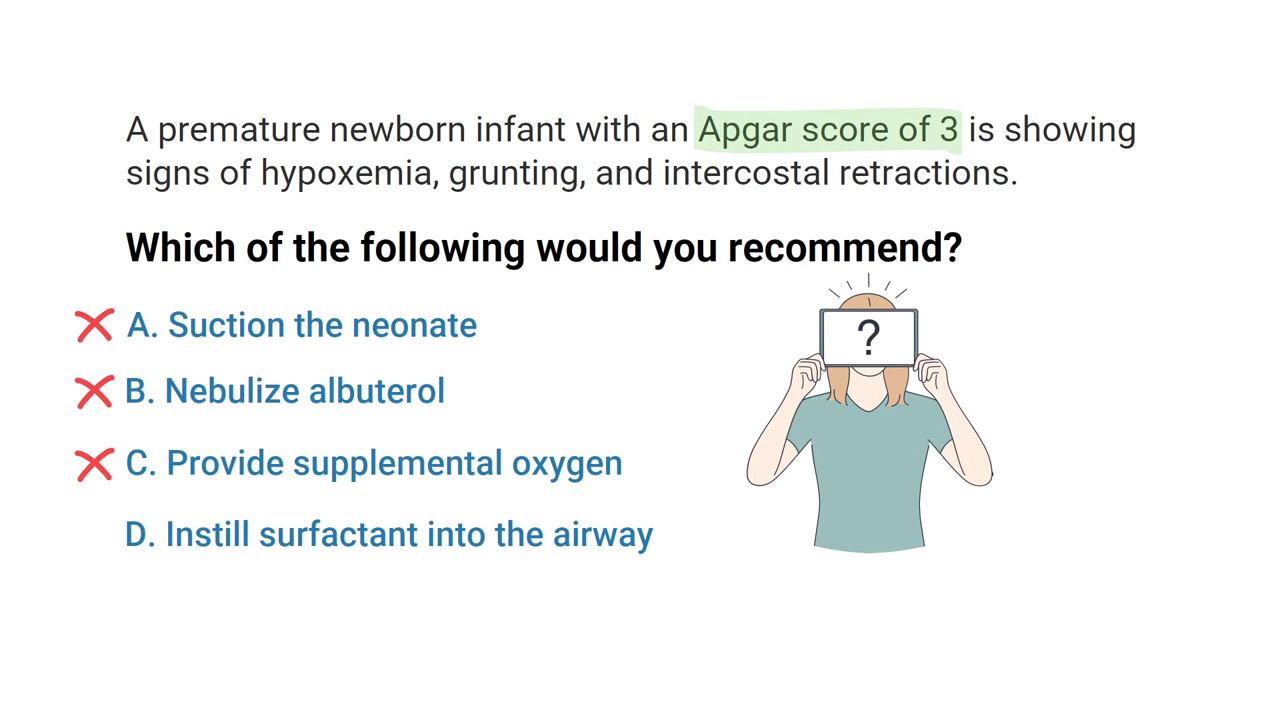 A premature newborn infant with an Apgar score of 3 is showing
signs of hypoxemia, grunting, and intercostal retractions.
Which of the following would you recommend?
A. Suction the neonate
?
B. Nebulize albuterol
C. Provide supplemental oxygen
D. Instill surfactant into the airway